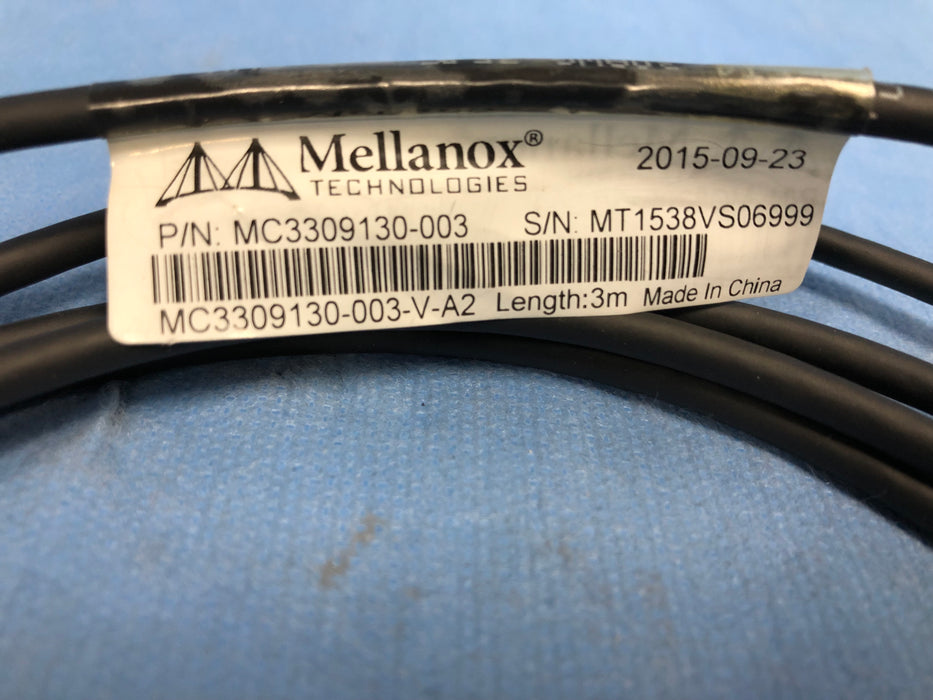 Mellanox®
TECHNOLOGIES
2015-09-23
P/N: MC3309130-003 S/N: MT1538VS06999
MC3309130-003-V-A2 Length:3m Made In China